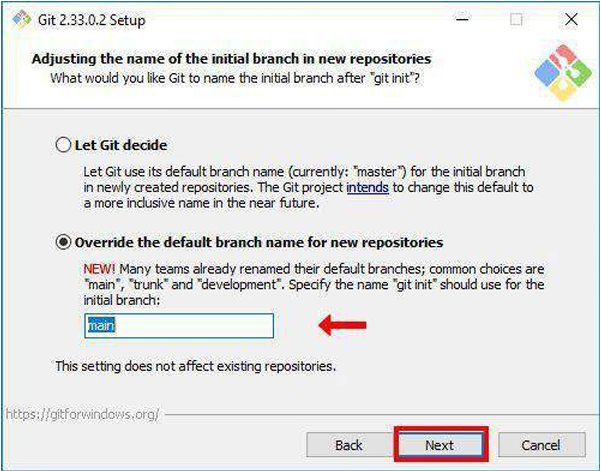 Git 2.33.0.2 Setup
Adjusting the name of the initial branch in new repositories
What would you like Git to name the initial branch after "git init"?
Let Git decide
Let Git use its default branch name (currently: "master") for the initial branch
in newly created repositories. The Git project intends to change this default to
a more inclusive name in the near future.
Override the default branch name for new repositories
NEW! Many teams already renamed their default branches; common choices are
"main", "trunk" and "development". Specify the name "git init" should use for the
initial branch:
main
This setting does not affect existing repositories.
https://gitforwindows.org/
Back Next Cancel